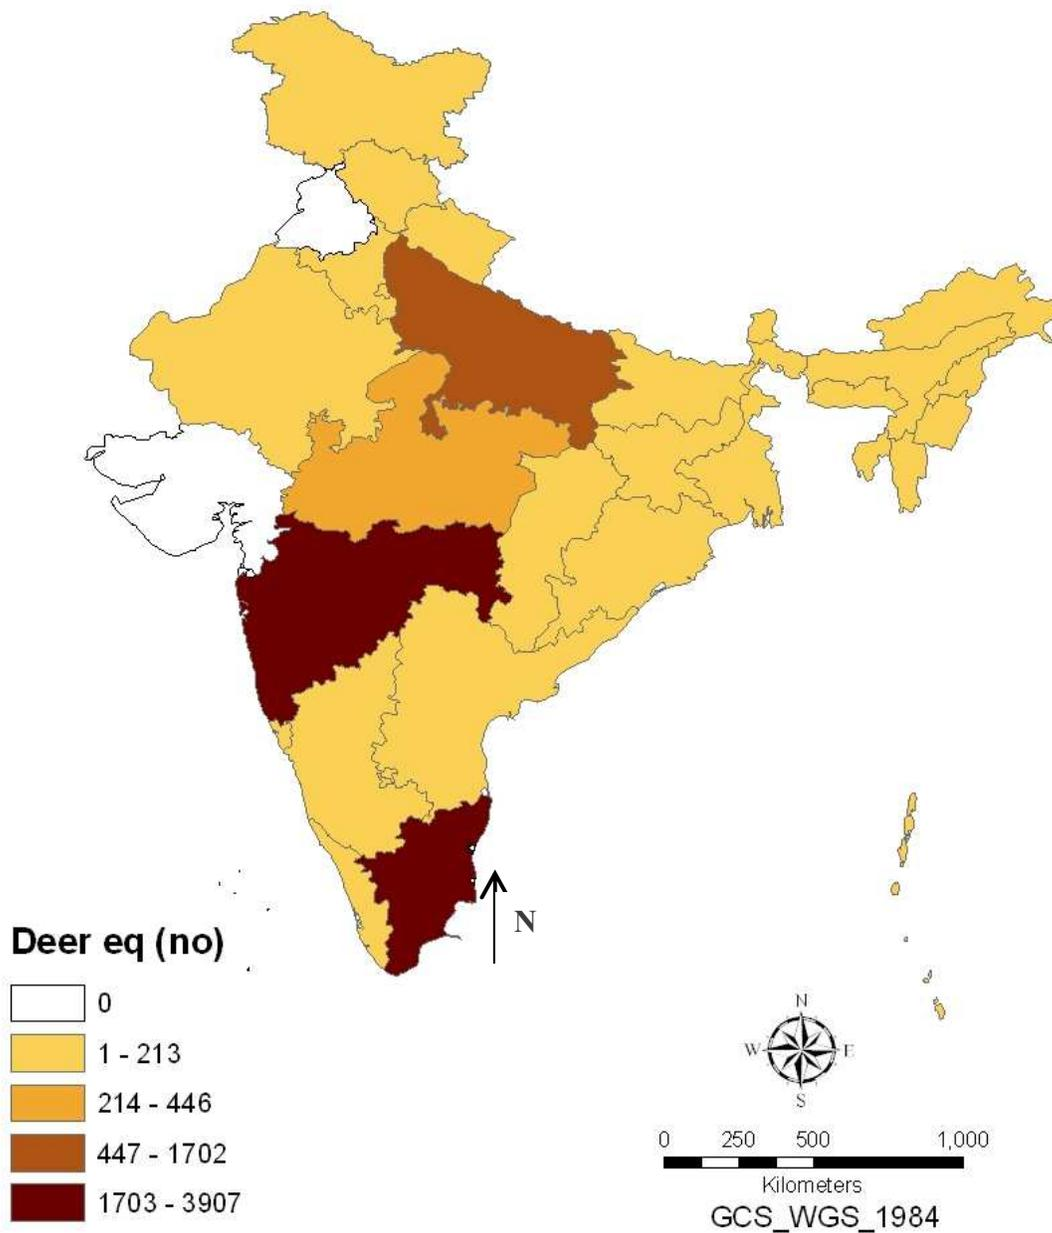 N
Deer eq (no)
0
1 - 213
214 - 446
447 - 1702
1703 - 3907
N
W E
S
0 250 500 1,000
Kilometers
GCS_WGS_1984